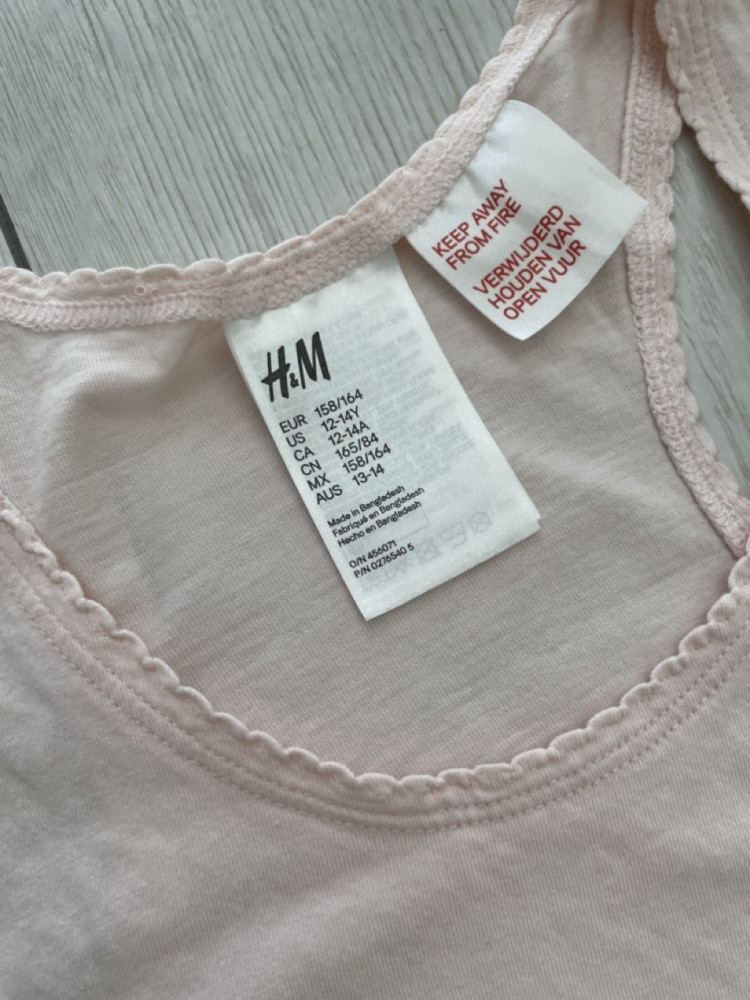 KEEP AWAY
FROM FIRE
VERWIJDERD
HOUDEN VAN
OPEN VUUR
H&M
EUR 158/164
US 12-14Y
CA 12-14A
CN 165/84
MX 158/164
AUS 13-14
Made in Bangladesh
Fabriqué en Bangladesh
Hecho en Bangladesh
O/N 456071
P/N 0276540 5